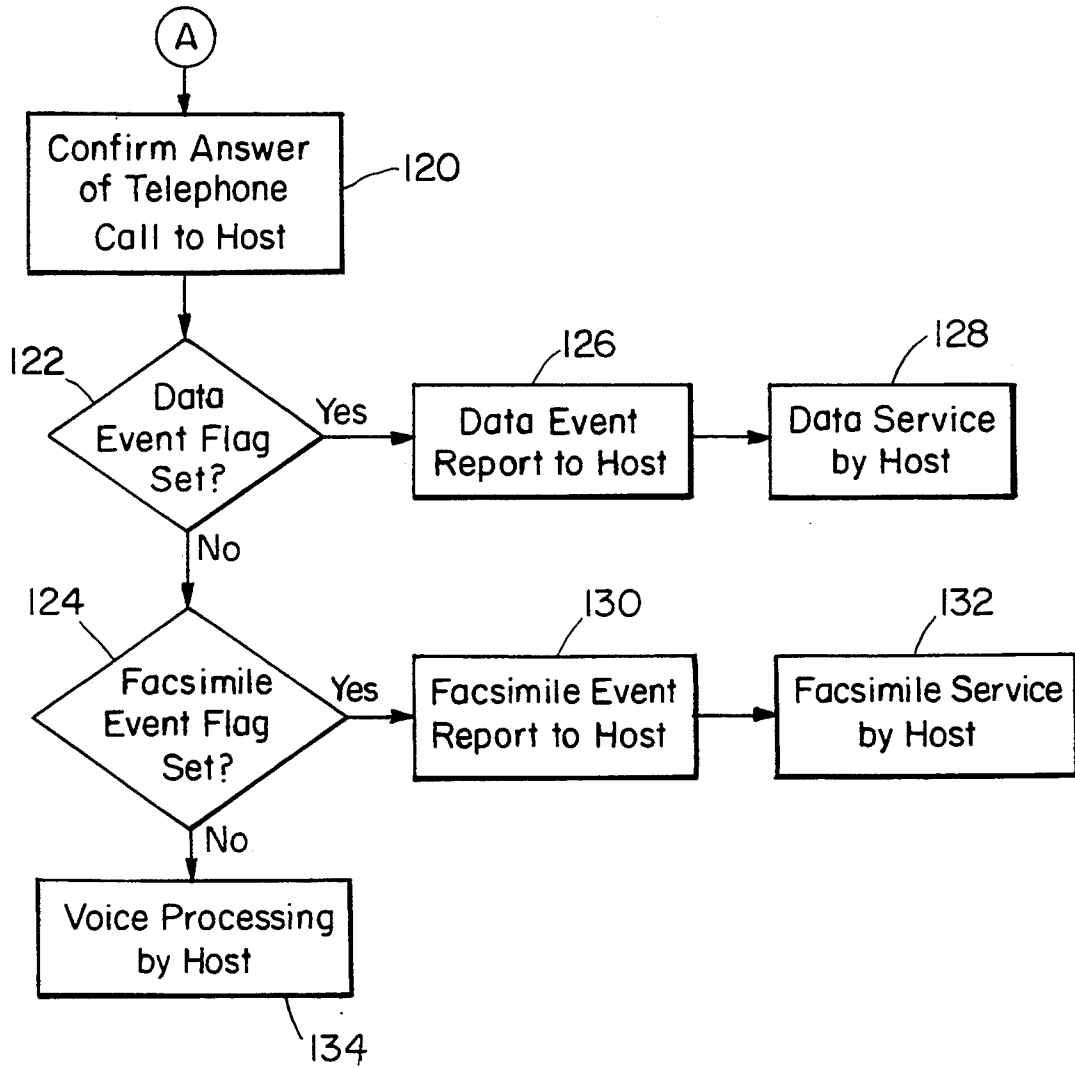 A
Confirm Answer
of Telephone
Call to Host
120
122
Data
Event Flag
Set?
Yes
No
126
Data Event
Report to Host
128
Data Service
by Host
124
Facsimile
Event Flag
Set?
Yes
No
130
Facsimile Event
Report to Host
132
Facsimile Service
by Host
Voice Processing
by Host
134